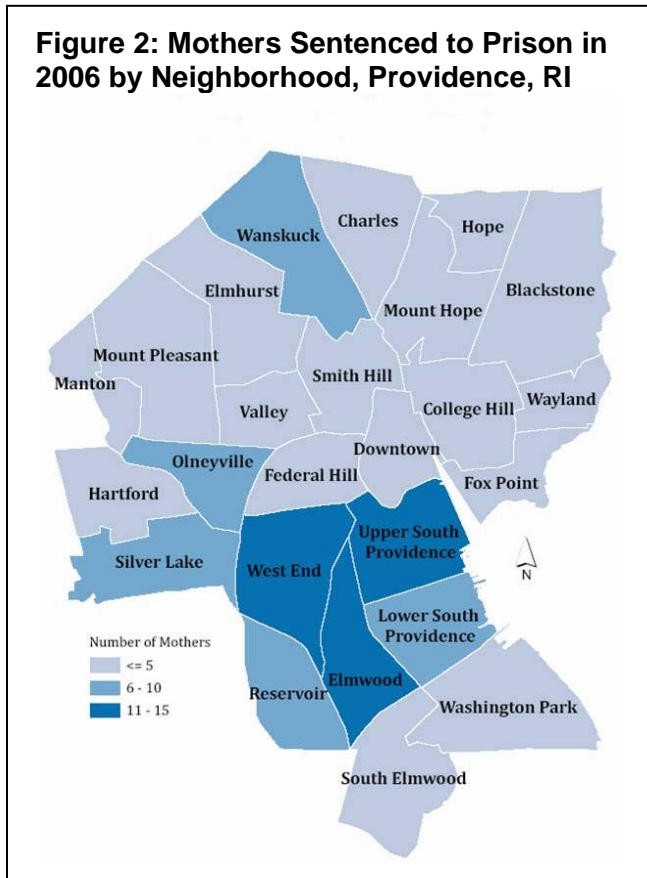 Figure 2: Mothers Sentenced to Prison in
2006 by Neighborhood, Providence, RI
Wanskuck
Charles
Hope
Elmhurst
Blackstone
Mount Hope
Mount Pleasant
Smith Hill
Manton
Valley
College Hill
Wayland
Downtown
Olneyville
Federal Hill
Fox Point
Hartford
Upper South
Providence
Silver Lake
West End
N
Lower South
Providence
Number of Mothers
<= 5
6 - 10
11 - 15
Reservoir
Elmwood
Washington Park
South Elmwood